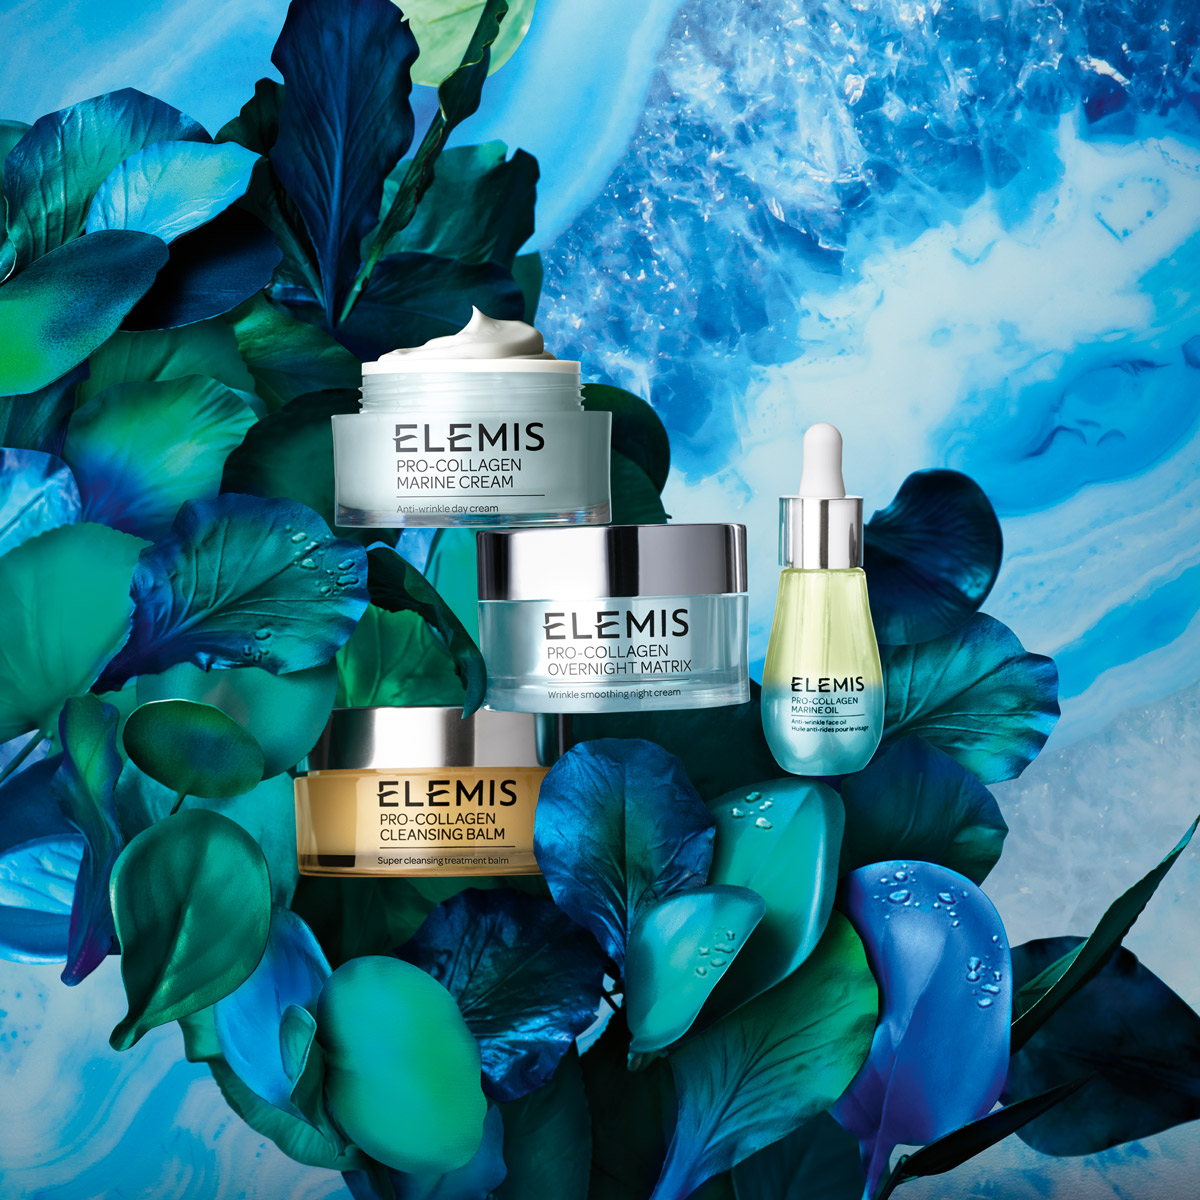 ELEMIS
PRO-COLLAGEN
MARINE CREAM
Anti-wrinkle day cream
ELEMIS
PRO-COLLAGEN
OVERNIGHT MATRIX
Wrinkle smoothing night cream
ELEMIS
PRO-COLLAGEN
MARINE OIL
Anti-wrinkle face oil
Huile anti-rides pour le visage
ELEMIS
PRO-COLLAGEN
CLEANSING BALM
Super cleansing treatment balm